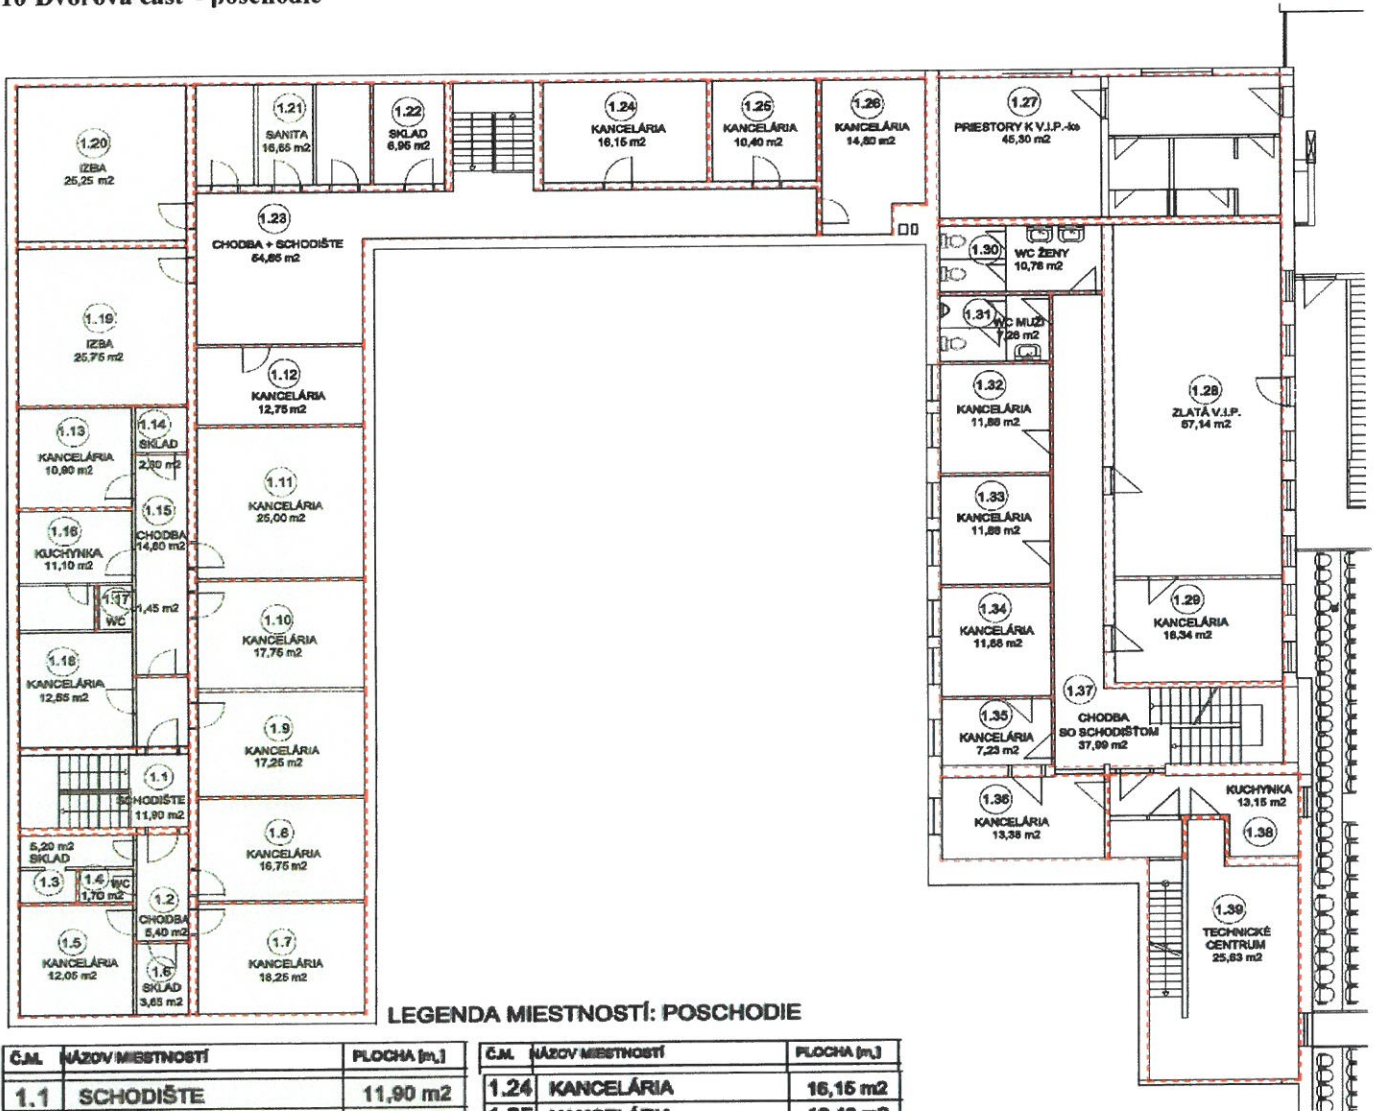 1.20
IZBA
25,25 m2
1.21
SANITA
16,65 m2
1.22
SKLAD
6,95 m2
1.24
KANCELÁRIA
16,15 m2
1.25
KANCELÁRIA
10,40 m2
1.26
KANCELÁRIA
14,80 m2
1.27
PRIESTORY K V.I.P.-ke
45,30 m2
1.23
CHODBA + SCHODIŠTE
54,85 m2
1.30
WC ŽENY
10,78 m2
1.31
WC MUŽI
7,26 m2
1.19
IZBA
25,75 m2
1.12
KANCELÁRIA
12,75 m2
1.32
KANCELÁRIA
11,88 m2
1.28
ZLATÁ V.I.P.
57,14 m2
1.13
KANCELÁRIA
10,90 m2
1.14
SKLAD
2,30 m2
1.11
KANCELÁRIA
25,00 m2
1.33
KANCELÁRIA
11,88 m2
1.15
CHODBA
14,80 m2
1.16
KUCHYNKA
11,10 m2
1.17
WC
1,45 m2
1.10
KANCELÁRIA
17,75 m2
1.34
KANCELÁRIA
11,88 m2
1.29
KANCELÁRIA
18,34 m2
1.18
KANCELÁRIA
12,55 m2
1.9
KANCELÁRIA
17,25 m2
1.35
KANCELÁRIA
7,23 m2
1.37
CHODBA
SO SCHODIŠŤOM
37,99 m2
1.1
SCHODIŠTE
11,90 m2
1.36
KANCELÁRIA
13,38 m2
KUCHYNKA
13,15 m2
1.38
5,20 m2
SKLAD
1.3
1.4
WC
1,70 m2
KANCELÁRIA
16,75 m2
1.2
CHODBA
5,40 m2
1.39
TECHNICKÉ
CENTRUM
25,63 m2
1.5
KANCELÁRIA
12,05 m2
1.6
SKLAD
3,65 m2
1.7
KANCELÁRIA
18,25 m2
LEGENDA MIESTNOSTÍ: POSCHODIE
Č.M. NÁZOV MIESTNOSTÍ PLOCHA [m,]
1.1 SCHODIŠTE 11,90 m2
Č.M. NÁZOV MIESTNOSTÍ PLOCHA [m,]
1.24 KANCELÁRIA 16,15 m2